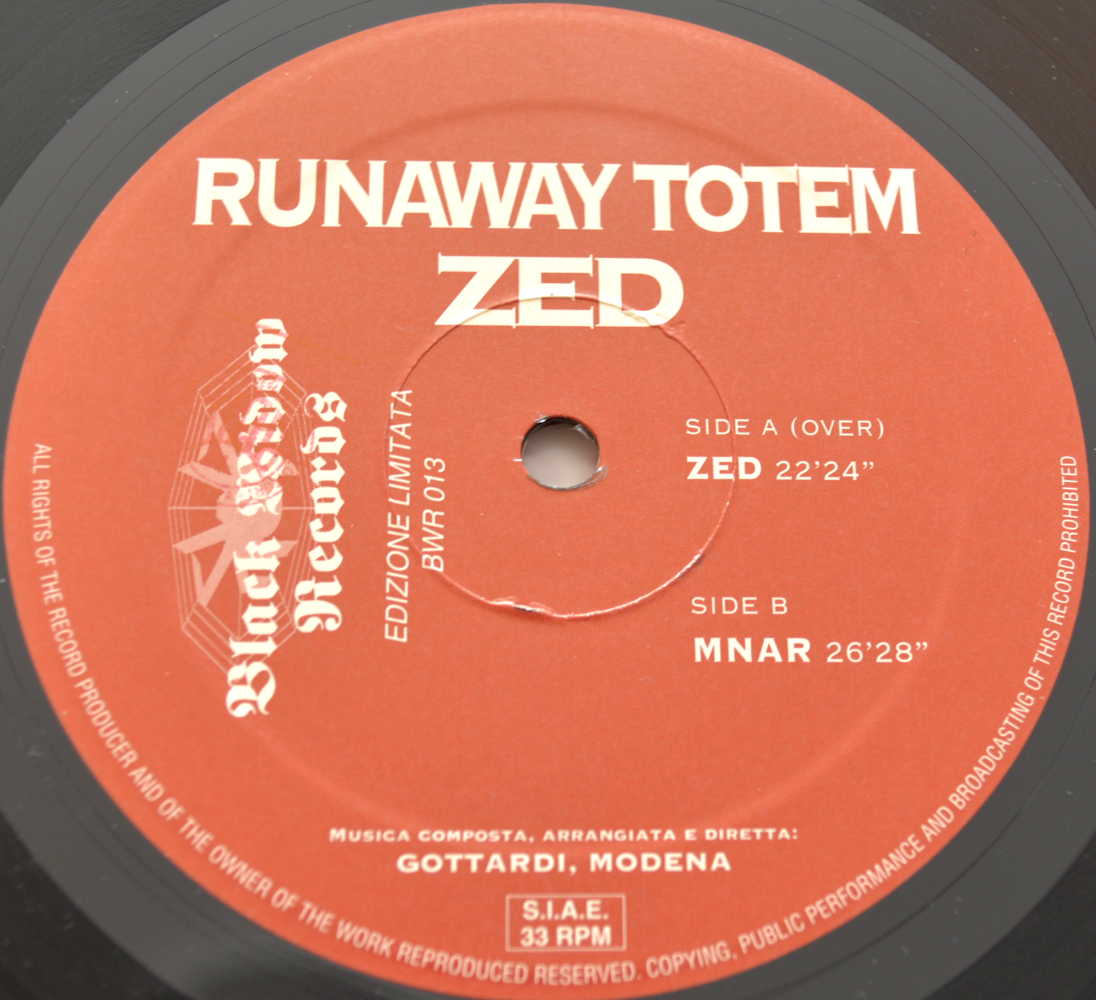 RUNAWAY TOTEM
ZED
Black Widow
Records
EDIZIONE LIMITATA
BWR 013
SIDE A (OVER)
ZED 22’24”
SIDE B
MNAR 26’28”
MUSICA COMPOSTA, ARRANGIATA E DIRETTA:
GOTTARDI, MODENA
S.I.A.E.
33 RPM
ALL RIGHTS OF THE RECORD PRODUCER AND OF THE OWNER OF THE WORK REPRODUCED RESERVED. COPYING, PUBLIC PERFORMANCE AND BROADCASTING OF THIS RECORD PROHIBITED